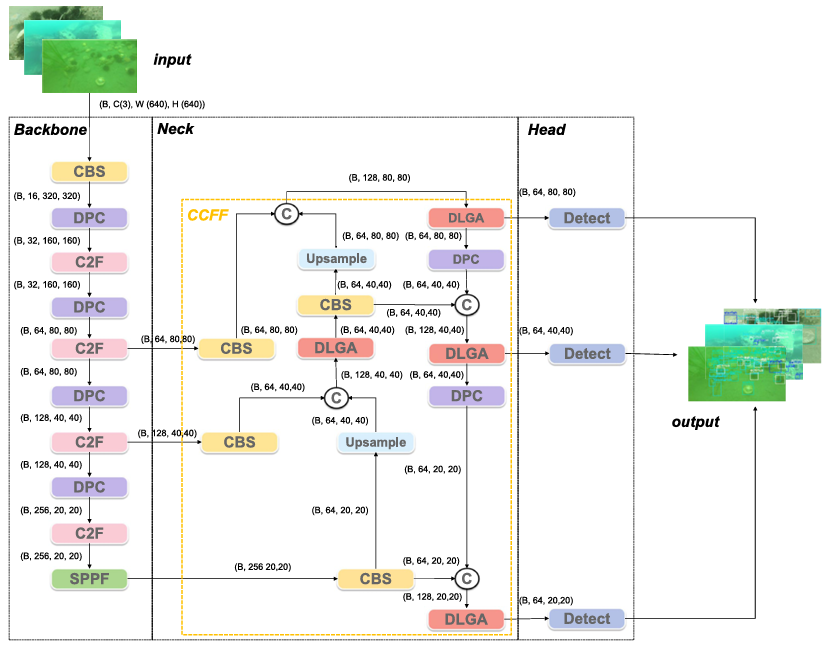 input
(B, C(3), W (640), H (640))
Backbone
CBS
(B, 16, 320, 320)
DPC
(B, 32, 160, 160)
C2F
(B, 32, 160, 160)
DPC
(B, 64, 80, 80)
C2F
(B, 64, 80, 80)
DPC
(B, 128, 40, 40)
C2F
(B, 128, 40, 40)
DPC
(B, 256, 20, 20)
C2F
(B, 256, 20, 20)
SPPF
Neck
CCFF
(B, 128, 80, 80)
C
(B, 64, 80, 80)
Upsample
(B, 64, 40,40)
CBS
(B, 64, 40,40)
(B, 64, 80,80)
CBS
(B, 64, 80, 80)
(B, 64, 40,40)
DLGA
(B, 128, 40, 40)
(B, 64, 40,40)
C
(B, 64, 40, 40)
(B, 128, 40,40)
CBS
Upsample
(B, 64, 20, 20)
(B, 256 20,20)
CBS
DLGA
(B, 64, 80, 80)
DPC
(B, 64, 40, 40)
C
(B, 128, 40,40)
DLGA
(B, 64, 40,40)
DPC
(B, 64, 20, 20)
(B, 64, 20, 20)
C
(B, 128, 20,20)
DLGA
Head
(B, 64, 80, 80)
Detect
(B, 64, 40,40)
Detect
(B, 64, 20,20)
Detect
output